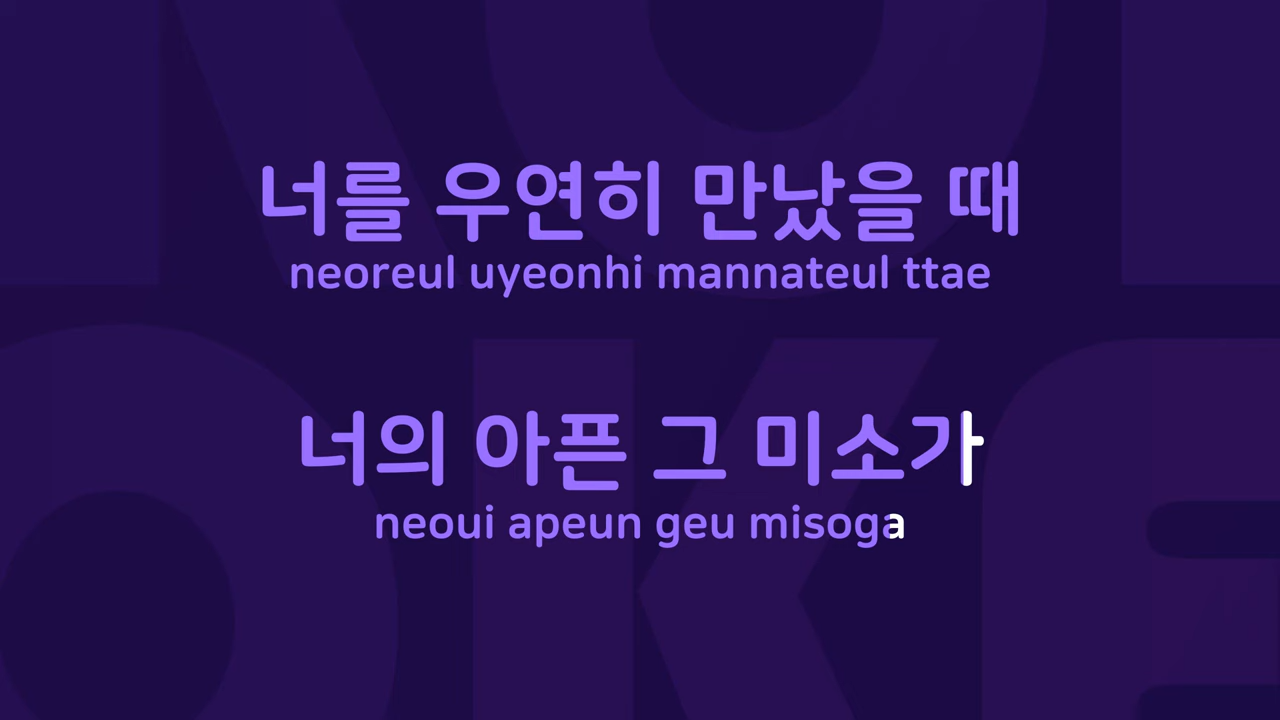 너를 우연히 만났을 때
neoreul uyeonhi mannateul ttae
너의 아픈 그 미소가
neoui apeun geu misoga